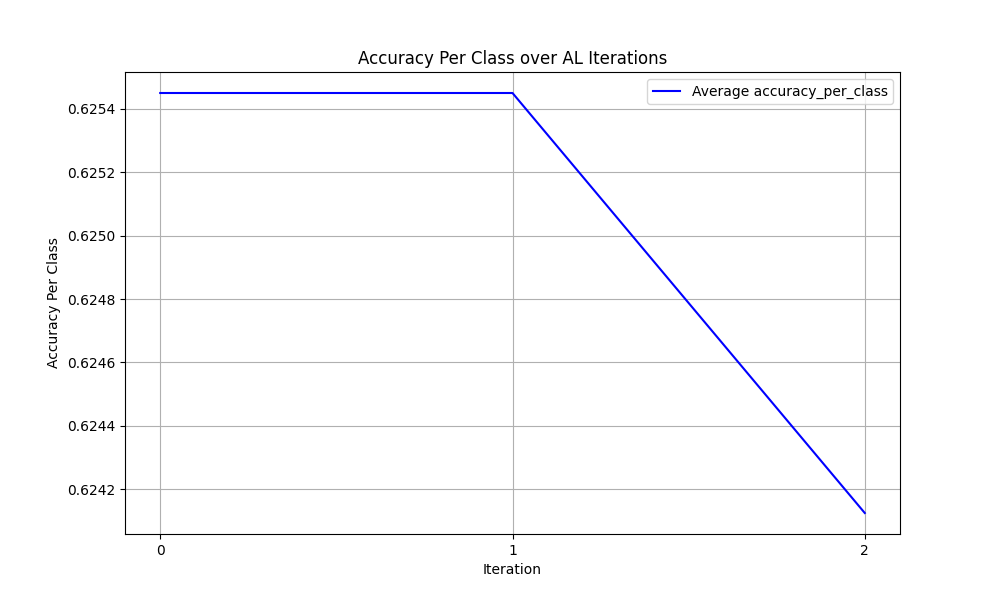 Accuracy Per Class over AL Iterations
Average accuracy_per_class
0.6254
0.6252
0.6250
0.6248
0.6246
0.6244
0.6242
Accuracy Per Class
0
1
2
Iteration